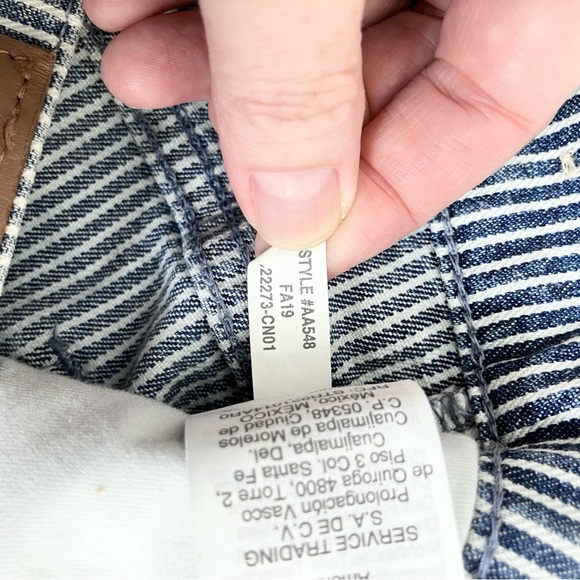 STYLE #AA548
FA19
.22273-CN01
SERVICE TRADING
S.A. DE C.V.
Prolongación Vasco
de Quiroga 4800, Torre 2,
Piso 3 Col. Santa Fe
Cuajimalpa, Del.
Cuajimalpa de Morelos
C.P. 05348, Ciudad de
México, MEXICO